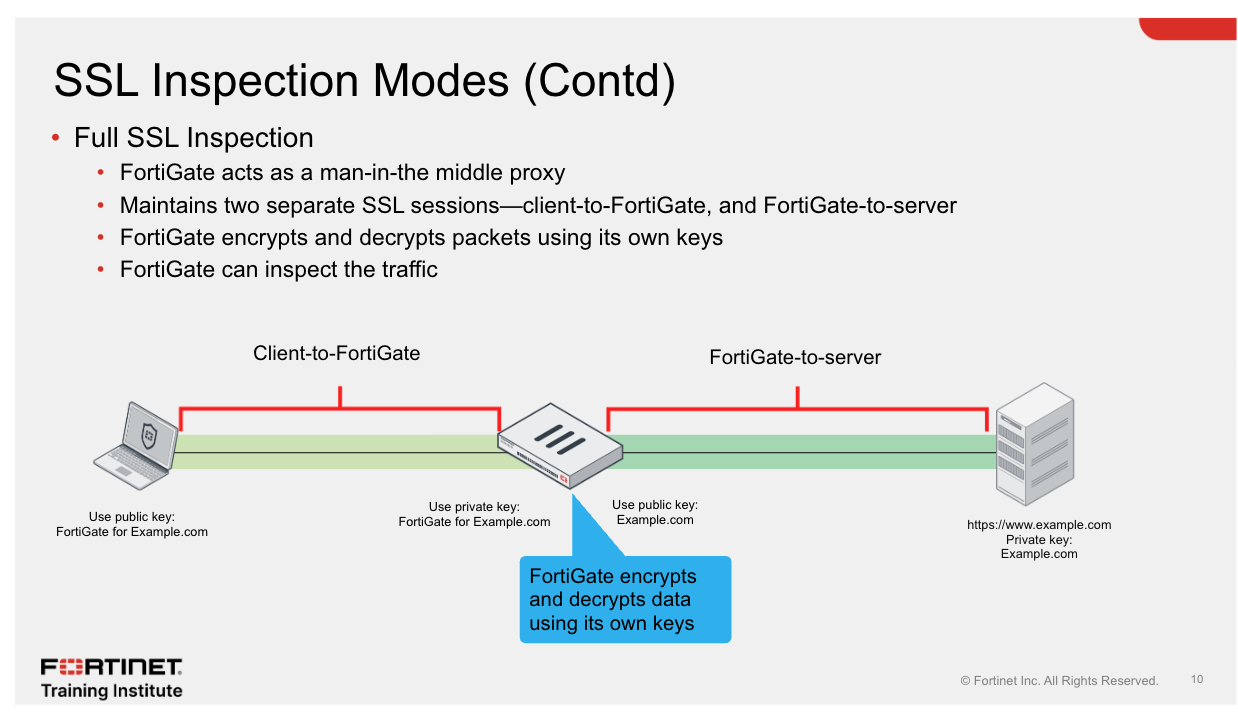 SSL Inspection Modes (Contd)
• Full SSL Inspection
• FortiGate acts as a man-in-the middle proxy
• Maintains two separate SSL sessions—client-to-FortiGate, and FortiGate-to-server
• FortiGate encrypts and decrypts packets using its own keys
• FortiGate can inspect the traffic
Client-to-FortiGate
FortiGate-to-server
Use public key:
FortiGate for Example.com
Use private key:
FortiGate for Example.com
Use public key:
Example.com
https://www.example.com
Private key:
Example.com
FortiGate encrypts
and decrypts data
using its own keys
FORTINET
Training Institute
© Fortinet Inc. All Rights Reserved.
10